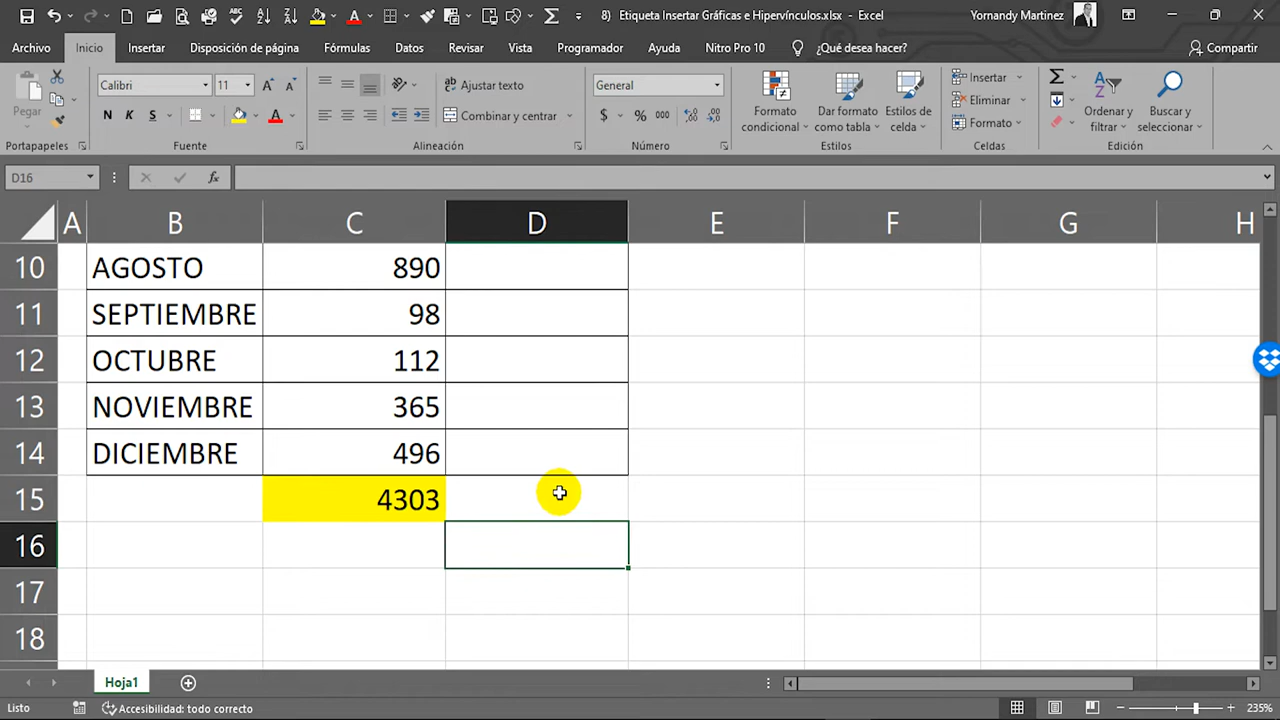 8) Etiqueta Insertar Gráficas e Hipervínculos.xlsx - Excel
Yornandy Martinez
Archivo Inicio Insertar Disposición de página Fórmulas Datos Revisar Vista Programador Ayuda Nitro Pro 10 ¿Qué desea hacer? Compartir
Pegar
Calibri 11
Ajustar texto
General
Insertar
N K S
Combinar y centrar
$ % 000
Formato condicional
Dar formato como tabla
Estilos de celda
Eliminar
Formato
Ordenar y filtrar
Buscar y seleccionar
Portapapeles Fuente Alineación Número Estilos Celdas Edición
D16 fx
A B C D E F G H
10 AGOSTO 890
11 SEPTIEMBRE 98
12 OCTUBRE 112
13 NOVIEMBRE 365
14 DICIEMBRE 496
15 4303
16
17
18
Hoja1
Listo Accesibilidad: todo correcto 235%